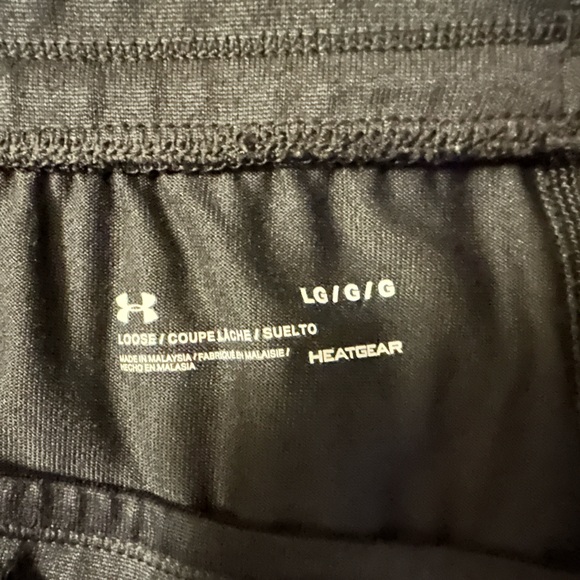 LG / G / G
LOOSE / COUPE LÂCHE / SUELTO
MADE IN MALAYSIA / FABRIQUÉ EN MALAISIE /
HECHO EN MALASIA
HEATGEAR